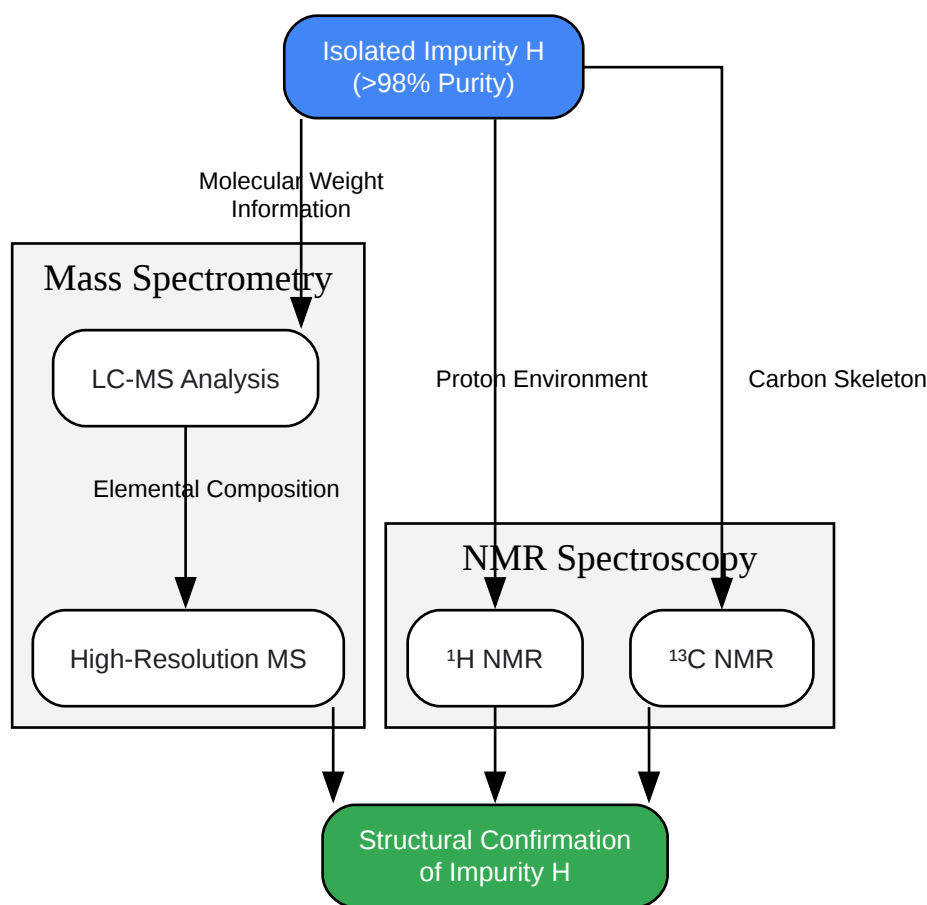 Isolated Impurity H
(>98% Purity)
Molecular Weight
Information
Mass Spectrometry
LC-MS Analysis
Proton Environment
Carbon Skeleton
Elemental Composition
NMR Spectroscopy
High-Resolution MS
¹H NMR
¹³C NMR
Structural Confirmation
of Impurity H